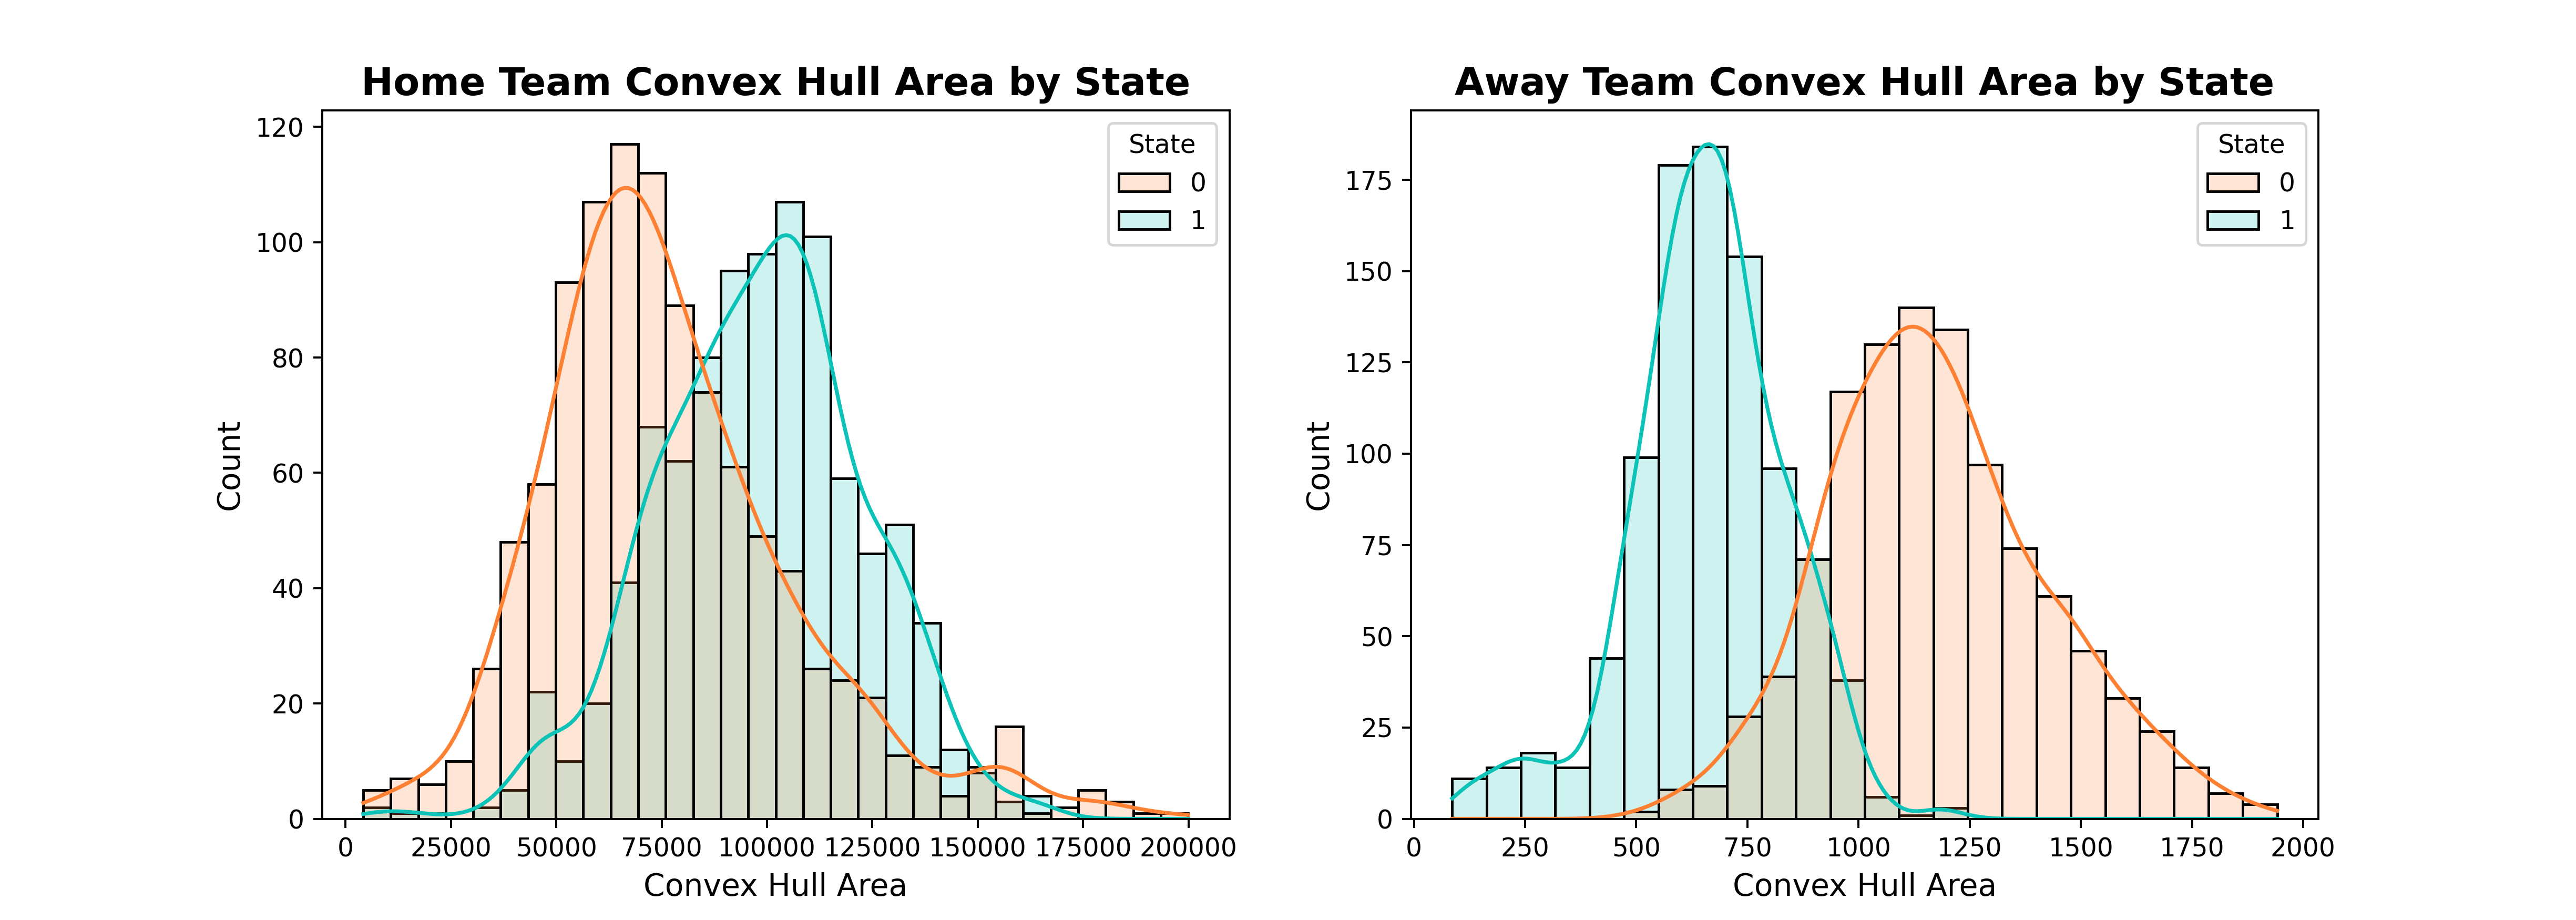 Home Team Convex Hull Area by State
120
100
80
60
40
20
0
Count
0 25000 50000 75000 100000 125000 150000 175000 200000
Convex Hull Area
State
0
1
Away Team Convex Hull Area by State
175
150
125
100
75
50
25
0
Count
0 250 500 750 1000 1250 1500 1750 2000
Convex Hull Area
State
0
1